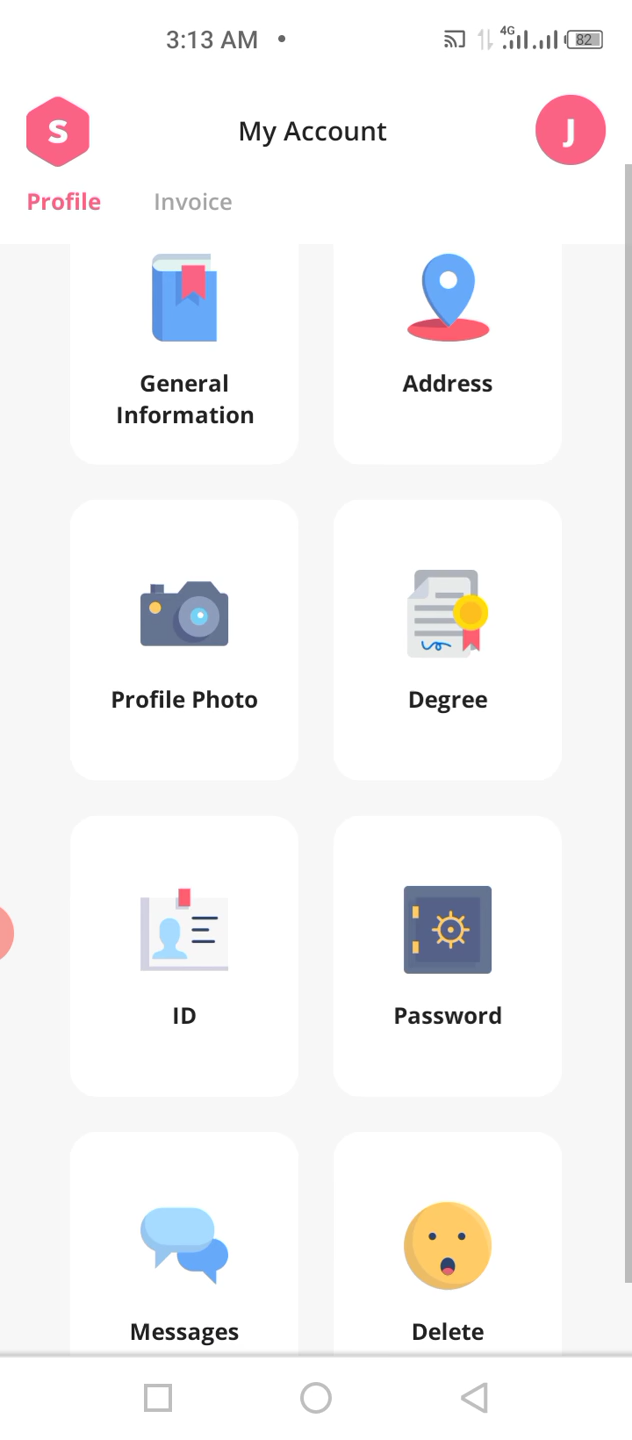 3:13 AM
4G
82
S
My Account
J
Profile
Invoice
General
Information
Address
Profile Photo
Degree
ID
Password
Messages
Delete